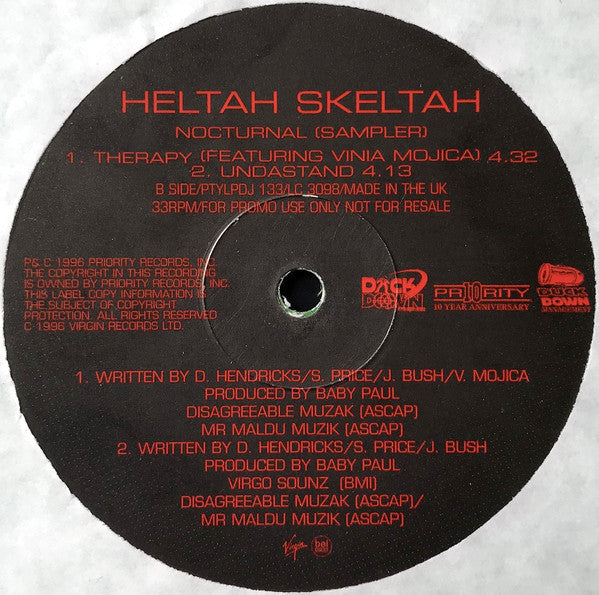 HELTAH SKELTAH
NOCTURNAL (SAMPLER)
1. THERAPY (FEATURING VINIA MOJICA) 4.32
2. UNDASTAND 4.13
B SIDE/PTYLPDJ 133/LC 3098/MADE IN THE UK
33RPM/FOR PROMO USE ONLY NOT FOR RESALE
P& C 1996 PRIORITY RECORDS, INC.
THE COPYRIGHT IN THIS RECORDING
IS OWNED BY PRIORITY RECORDS, INC.
THIS LABEL COPY INFORMATION IS
THE SUBJECT OF COPYRIGHT
PROTECTION. ALL RIGHTS RESERVED
C 1996 VIRGIN RECORDS LTD.
DUCK
DOWN
PR10RITY
10 YEAR ANNIVERSARY
DUCK
DOWN
MANAGEMENT
1. WRITTEN BY D. HENDRICKS/S. PRICE/J. BUSH/V. MOJICA
PRODUCED BY BABY PAUL
DISAGREEABLE MUZAK (ASCAP)
MR MALDU MUZIK (ASCAP)
2. WRITTEN BY D. HENDRICKS/S. PRICE/J. BUSH
PRODUCED BY BABY PAUL
VIRGO SOUNZ (BMI)
DISAGREEABLE MUZAK (ASCAP)/
MR MALDU MUZIK (ASCAP)
Virgin